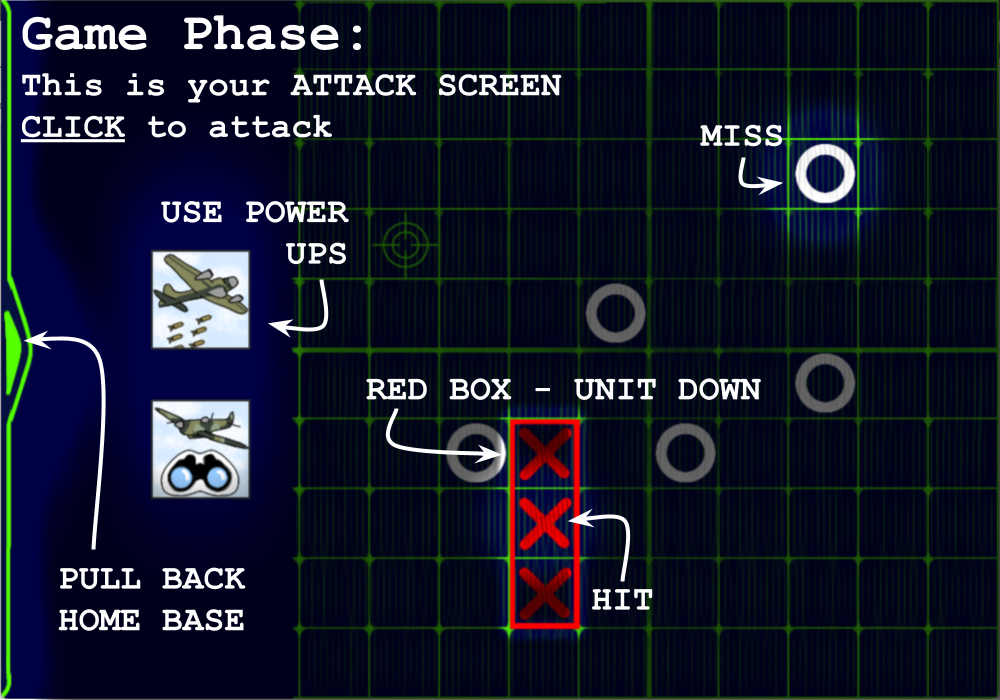 Game Phase:
This is your ATTACK SCREEN
CLICK to attack
MISS
USE POWER
UPS
RED BOX - UNIT DOWN
PULL BACK
HOME BASE
HIT